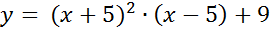 y = (x + 5)² · (x − 5) + 9